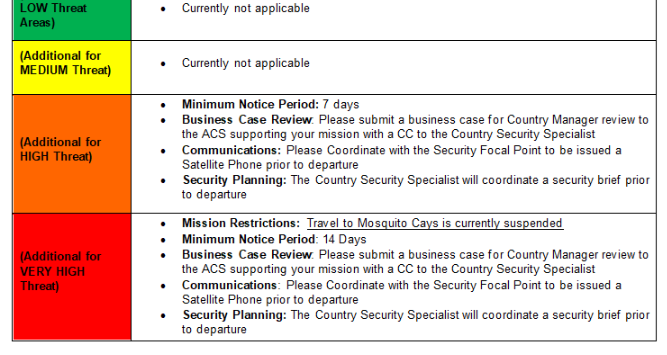 LOW Threat
Areas)
• Currently not applicable
(Additional for
MEDIUM Threat)
• Currently not applicable
(Additional for
HIGH Threat)
• Minimum Notice Period: 7 days
• Business Case Review: Please submit a business case for Country Manager review to
the ACS supporting your mission with a CC to the Country Security Specialist
• Communications: Please Coordinate with the Security Focal Point to be issued a
Satellite Phone prior to departure
• Security Planning: The Country Security Specialist will coordinate a security brief prior
to departure
(Additional for
VERY HIGH
Threat)
• Mission Restrictions: Travel to Mosquito Cays is currently suspended
• Minimum Notice Period: 14 Days
• Business Case Review: Please submit a business case for Country Manager review to
the ACS supporting your mission with a CC to the Country Security Specialist
• Communications: Please Coordinate with the Security Focal Point to be issued a
Satellite Phone prior to departure
• Security Planning: The Country Security Specialist will coordinate a security brief prior
to departure